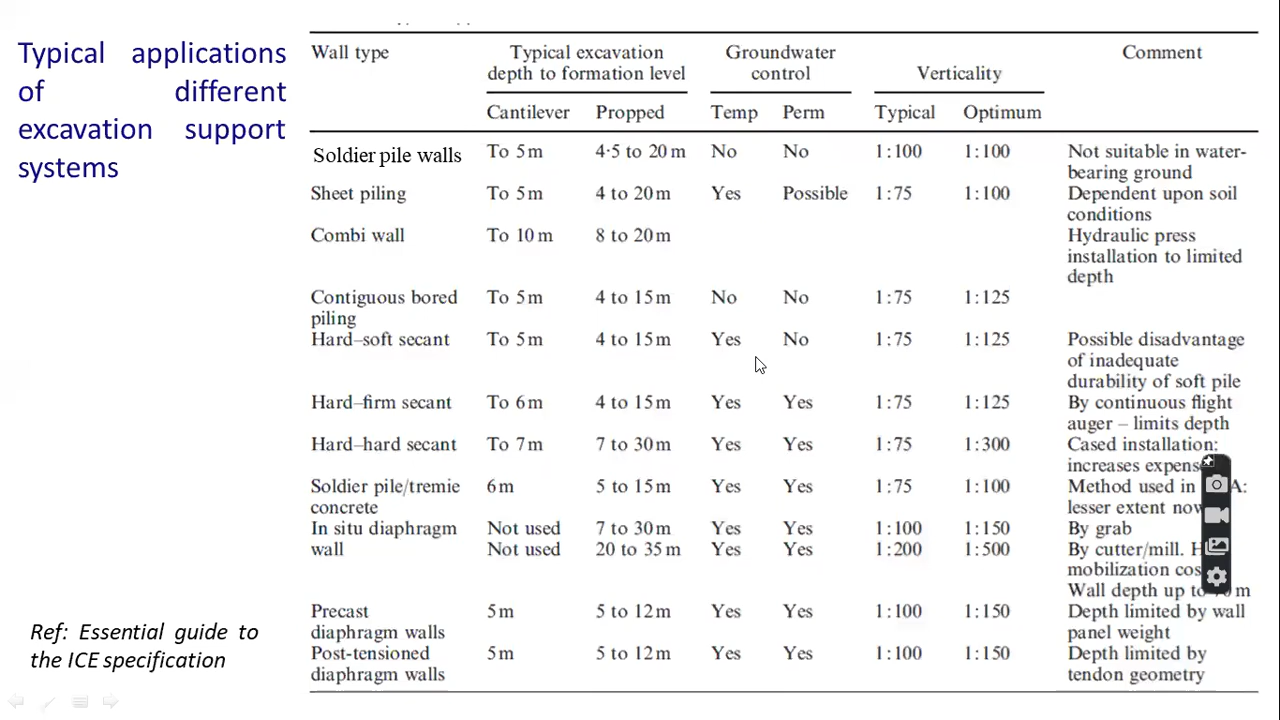 Typical applications
of different
excavation support
systems
Wall type Typical excavation depth to formation level Groundwater control Verticality Comment
Cantilever Propped Temp Perm Typical Optimum
Soldier pile walls To 5 m 4·5 to 20 m No No 1:100 1:100 Not suitable in water-
bearing ground
Sheet piling To 5 m 4 to 20 m Yes Possible 1:75 1:100 Dependent upon soil
conditions
Combi wall To 10 m 8 to 20 m Hydraulic press
installation to limited
depth
Contiguous bored To 5 m 4 to 15 m No No 1:75 1:125
piling
Hard–soft secant To 5 m 4 to 15 m Yes No 1:75 1:125 Possible disadvantage
of inadequate
durability of soft pile
Hard–firm secant To 6 m 4 to 15 m Yes Yes 1:75 1:125 By continuous flight
auger – limits depth
Hard–hard secant To 7 m 7 to 30 m Yes Yes 1:75 1:300 Cased installation:
increases
Soldier pile/tremie 6 m 5 to 15 m Yes Yes 1:75 1:100 Method used in
concrete lesser extent
In situ diaphragm Not used 7 to 30 m Yes Yes 1:100 1:150 By grab
wall Not used 20 to 35 m Yes Yes 1:200 1:500 By cutter/mill.
mobilization
Wall depth up to m
Precast 5 m 5 to 12 m Yes Yes 1:100 1:150 Depth limited by wall
diaphragm walls panel weight
Post-tensioned 5 m 5 to 12 m Yes Yes 1:100 1:150 Depth limited by
diaphragm walls tendon geometry
Ref: Essential guide to
the ICE specification